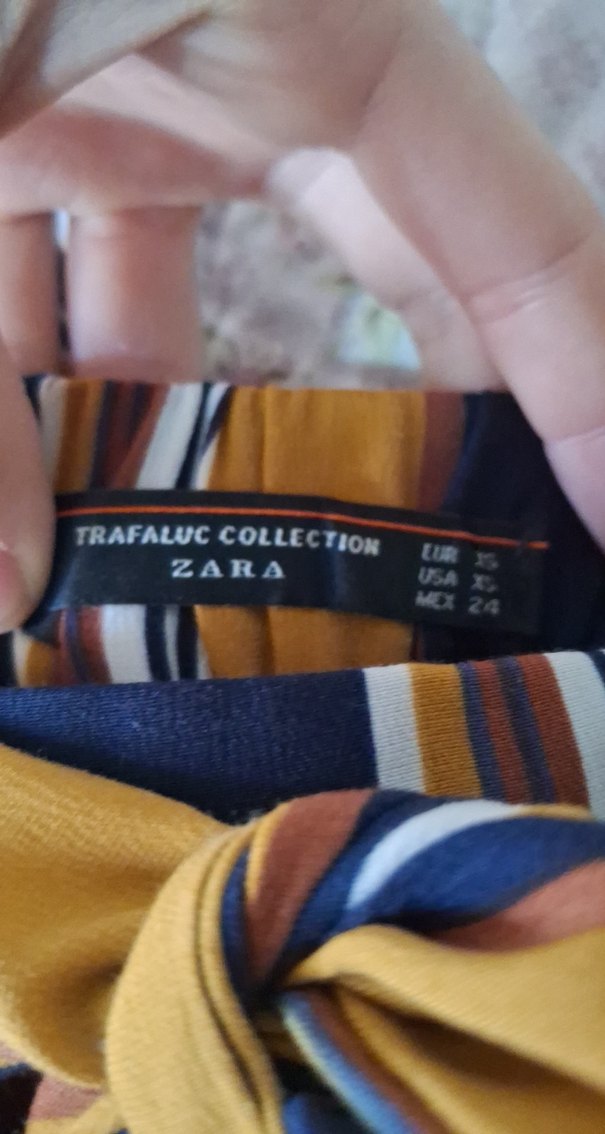 TRAFALUC COLLECTION
ZARA
EUR XS
USA XS
MEX 24